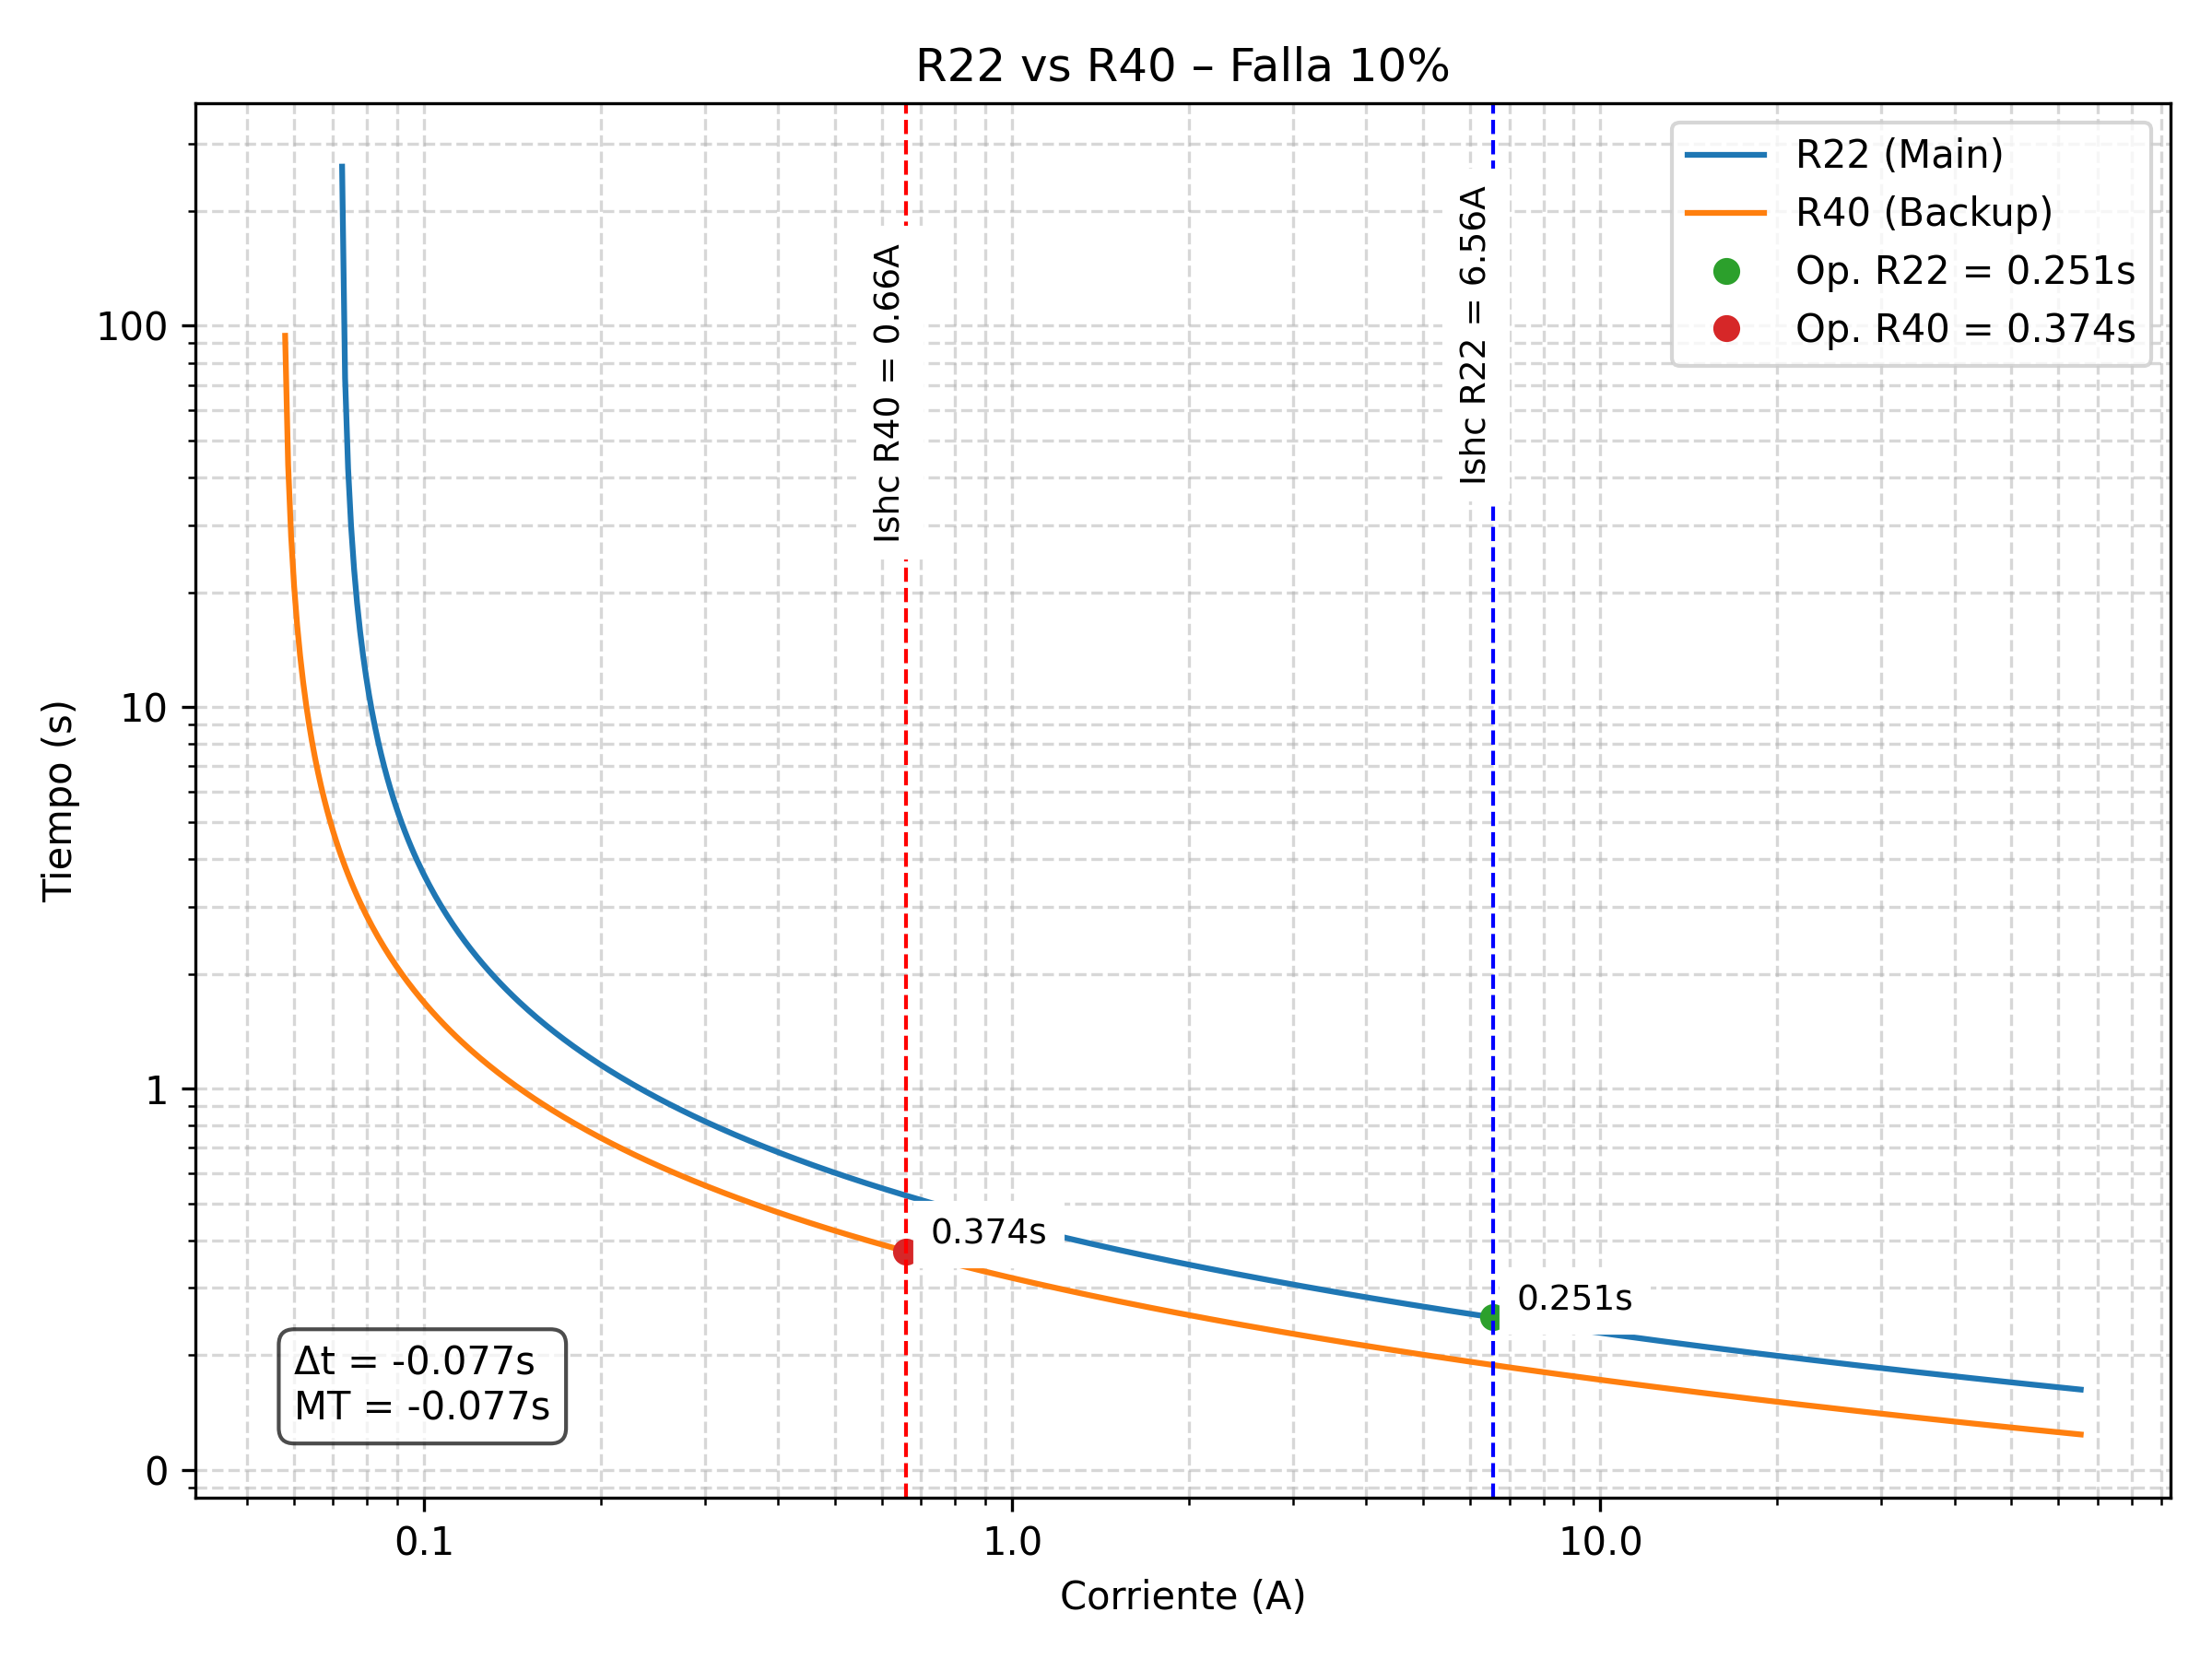 R22 vs R40 – Falla 10%
R22 (Main)
R40 (Backup)
Op. R22 = 0.251s
Op. R40 = 0.374s
Ishc R40 = 0.66A
Ishc R22 = 6.56A
Tiempo (s)
100
10
1
0
0.374s
0.251s
Δt = -0.077s
MT = -0.077s
0.1
1.0
10.0
Corriente (A)